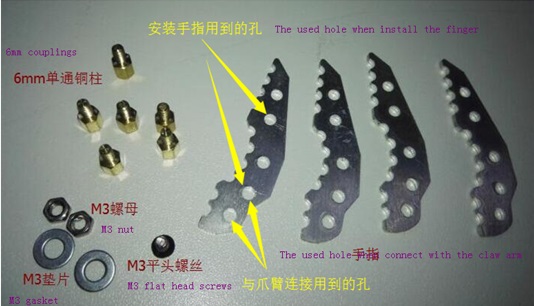 安装手指用到的孔
The used hole when install the finger
6mm couplings
6mm单通铜柱
M3螺母
M3 nut
手指
The used hole when connect with the claw arm
M3平头螺丝
M3 flat head screws
与爪臂连接用到的孔
M3垫片
M3 gasket